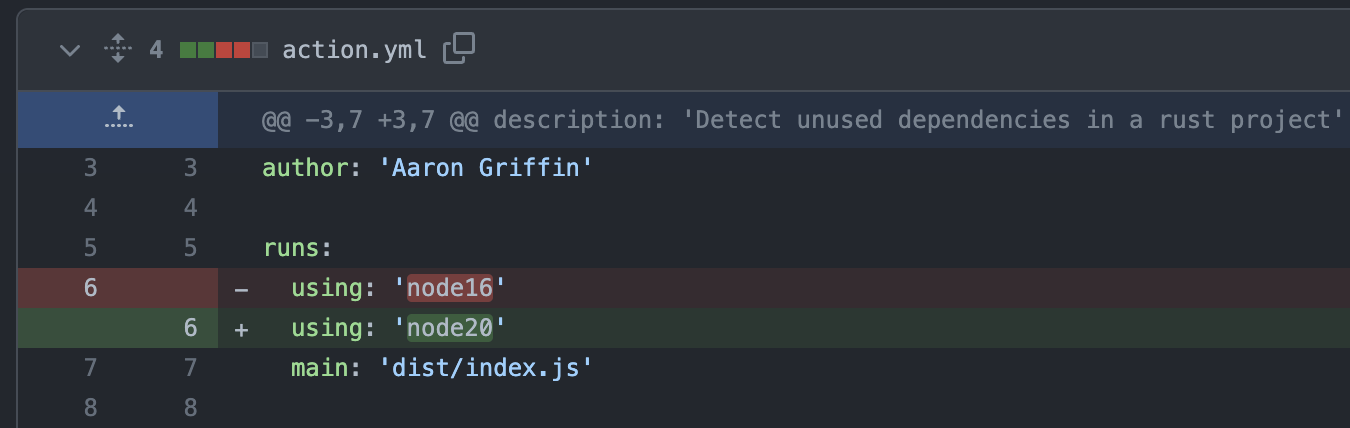 4 action.yml
@@ -3,7 +3,7 @@ description: 'Detect unused dependencies in a rust project'
3 3 author: 'Aaron Griffin'
4 4
5 5 runs:
6 - using: 'node16'
6 + using: 'node20'
7 7 main: 'dist/index.js'
8 8